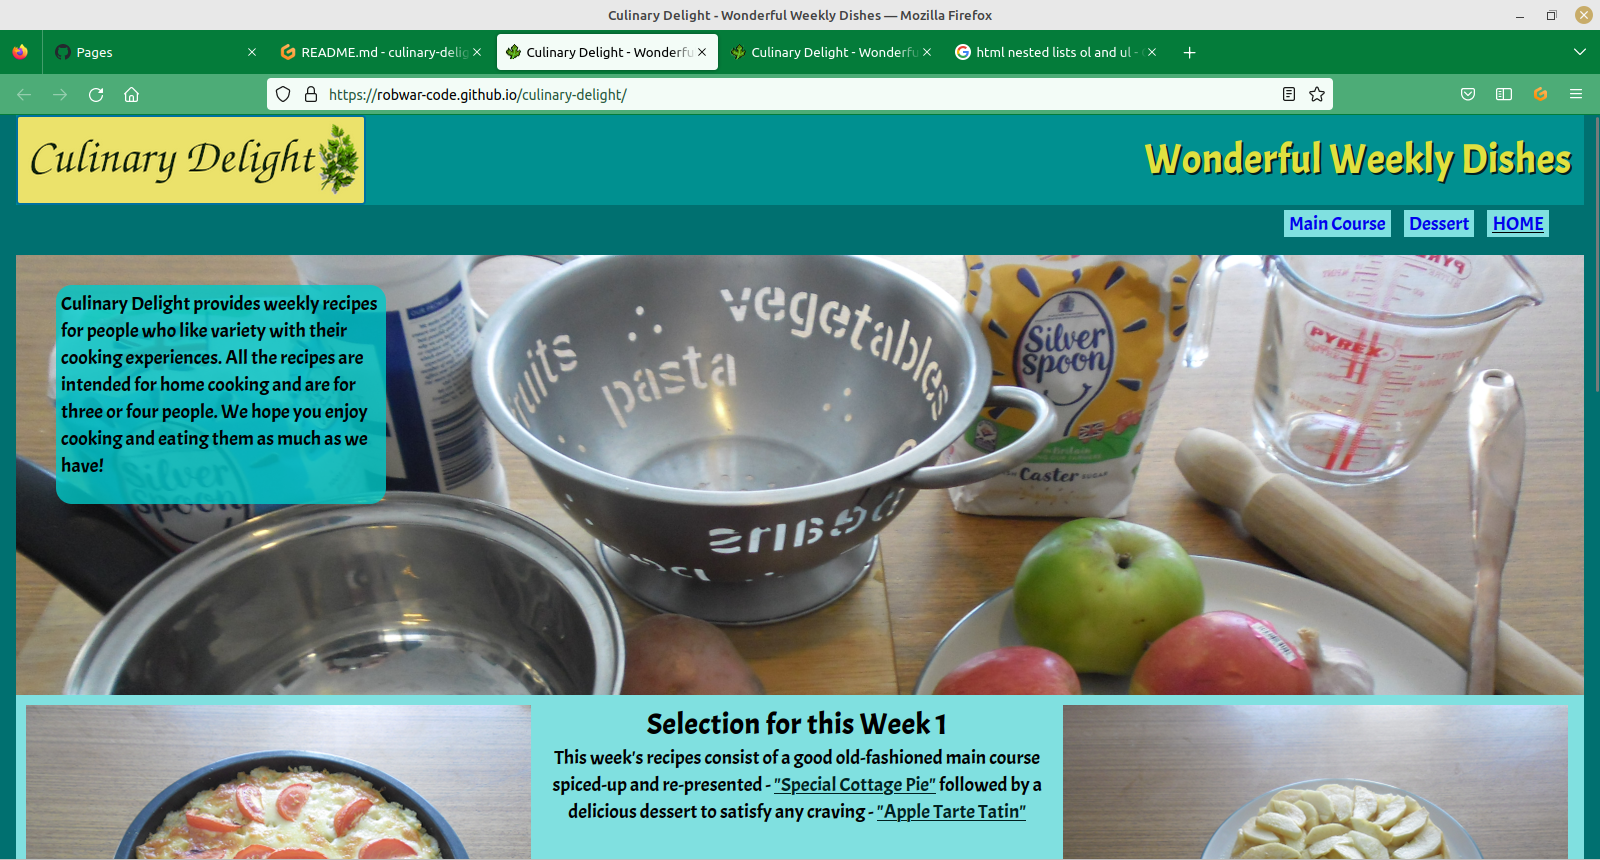 Culinary Delight - Wonderful Weekly Dishes — Mozilla Firefox
Pages
README.md - culinary-delig
Culinary Delight - Wonderfu
Culinary Delight - Wonderfu
html nested lists ol and ul -
https://robwar-code.github.io/culinary-delight/
Culinary Delight
Wonderful Weekly Dishes
Main Course
Dessert
HOME
Culinary Delight provides weekly recipes
for people who like variety with their
cooking experiences. All the recipes are
intended for home cooking and are for
three or four people. We hope you enjoy
cooking and eating them as much as we
have!
fruits
pasta
vegetables
Silver
Spoon
Caster SUGAR
PYREX
Silver
Spoon
Selection for this Week 1
This week's recipes consist of a good old-fashioned main course
spiced-up and re-presented - "Special Cottage Pie" followed by a
delicious dessert to satisfy any craving - "Apple Tarte Tatin"